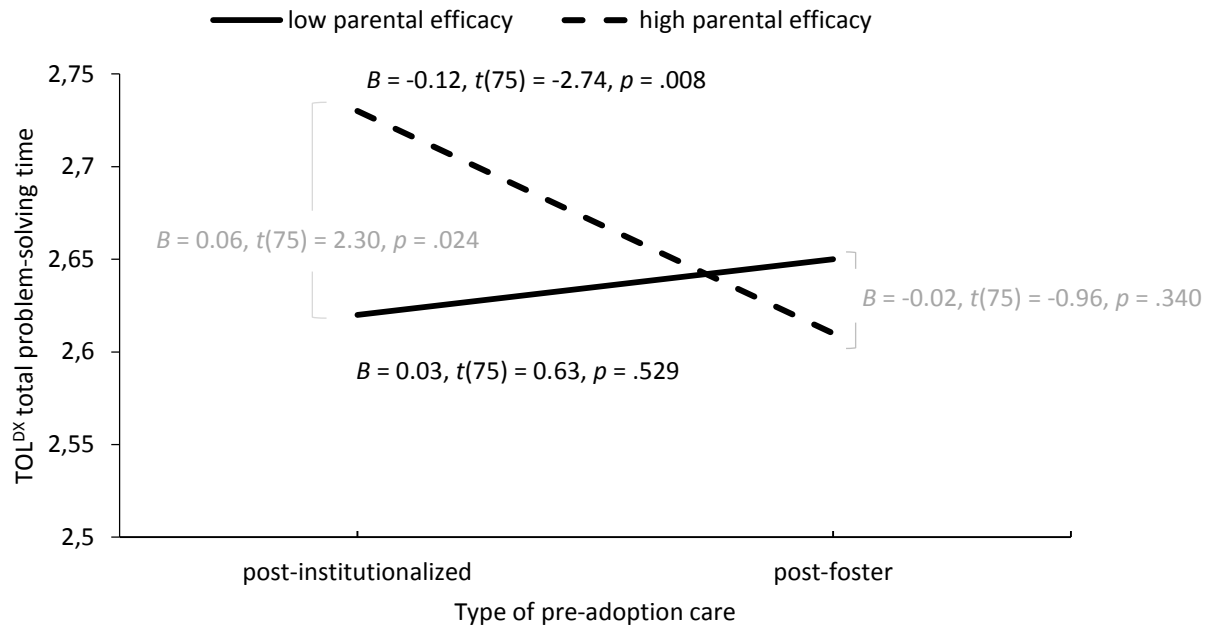 low parental efficacy high parental efficacy
B = -0.12, t(75) = -2.74, p = .008
2,75
2,7
2,65
2,6
2,55
2,5
TOL^DX total problem-solving time
B = 0.06, t(75) = 2.30, p = .024
B = -0.02, t(75) = -0.96, p = .340
B = 0.03, t(75) = 0.63, p = .529
post-institutionalized post-foster
Type of pre-adoption care